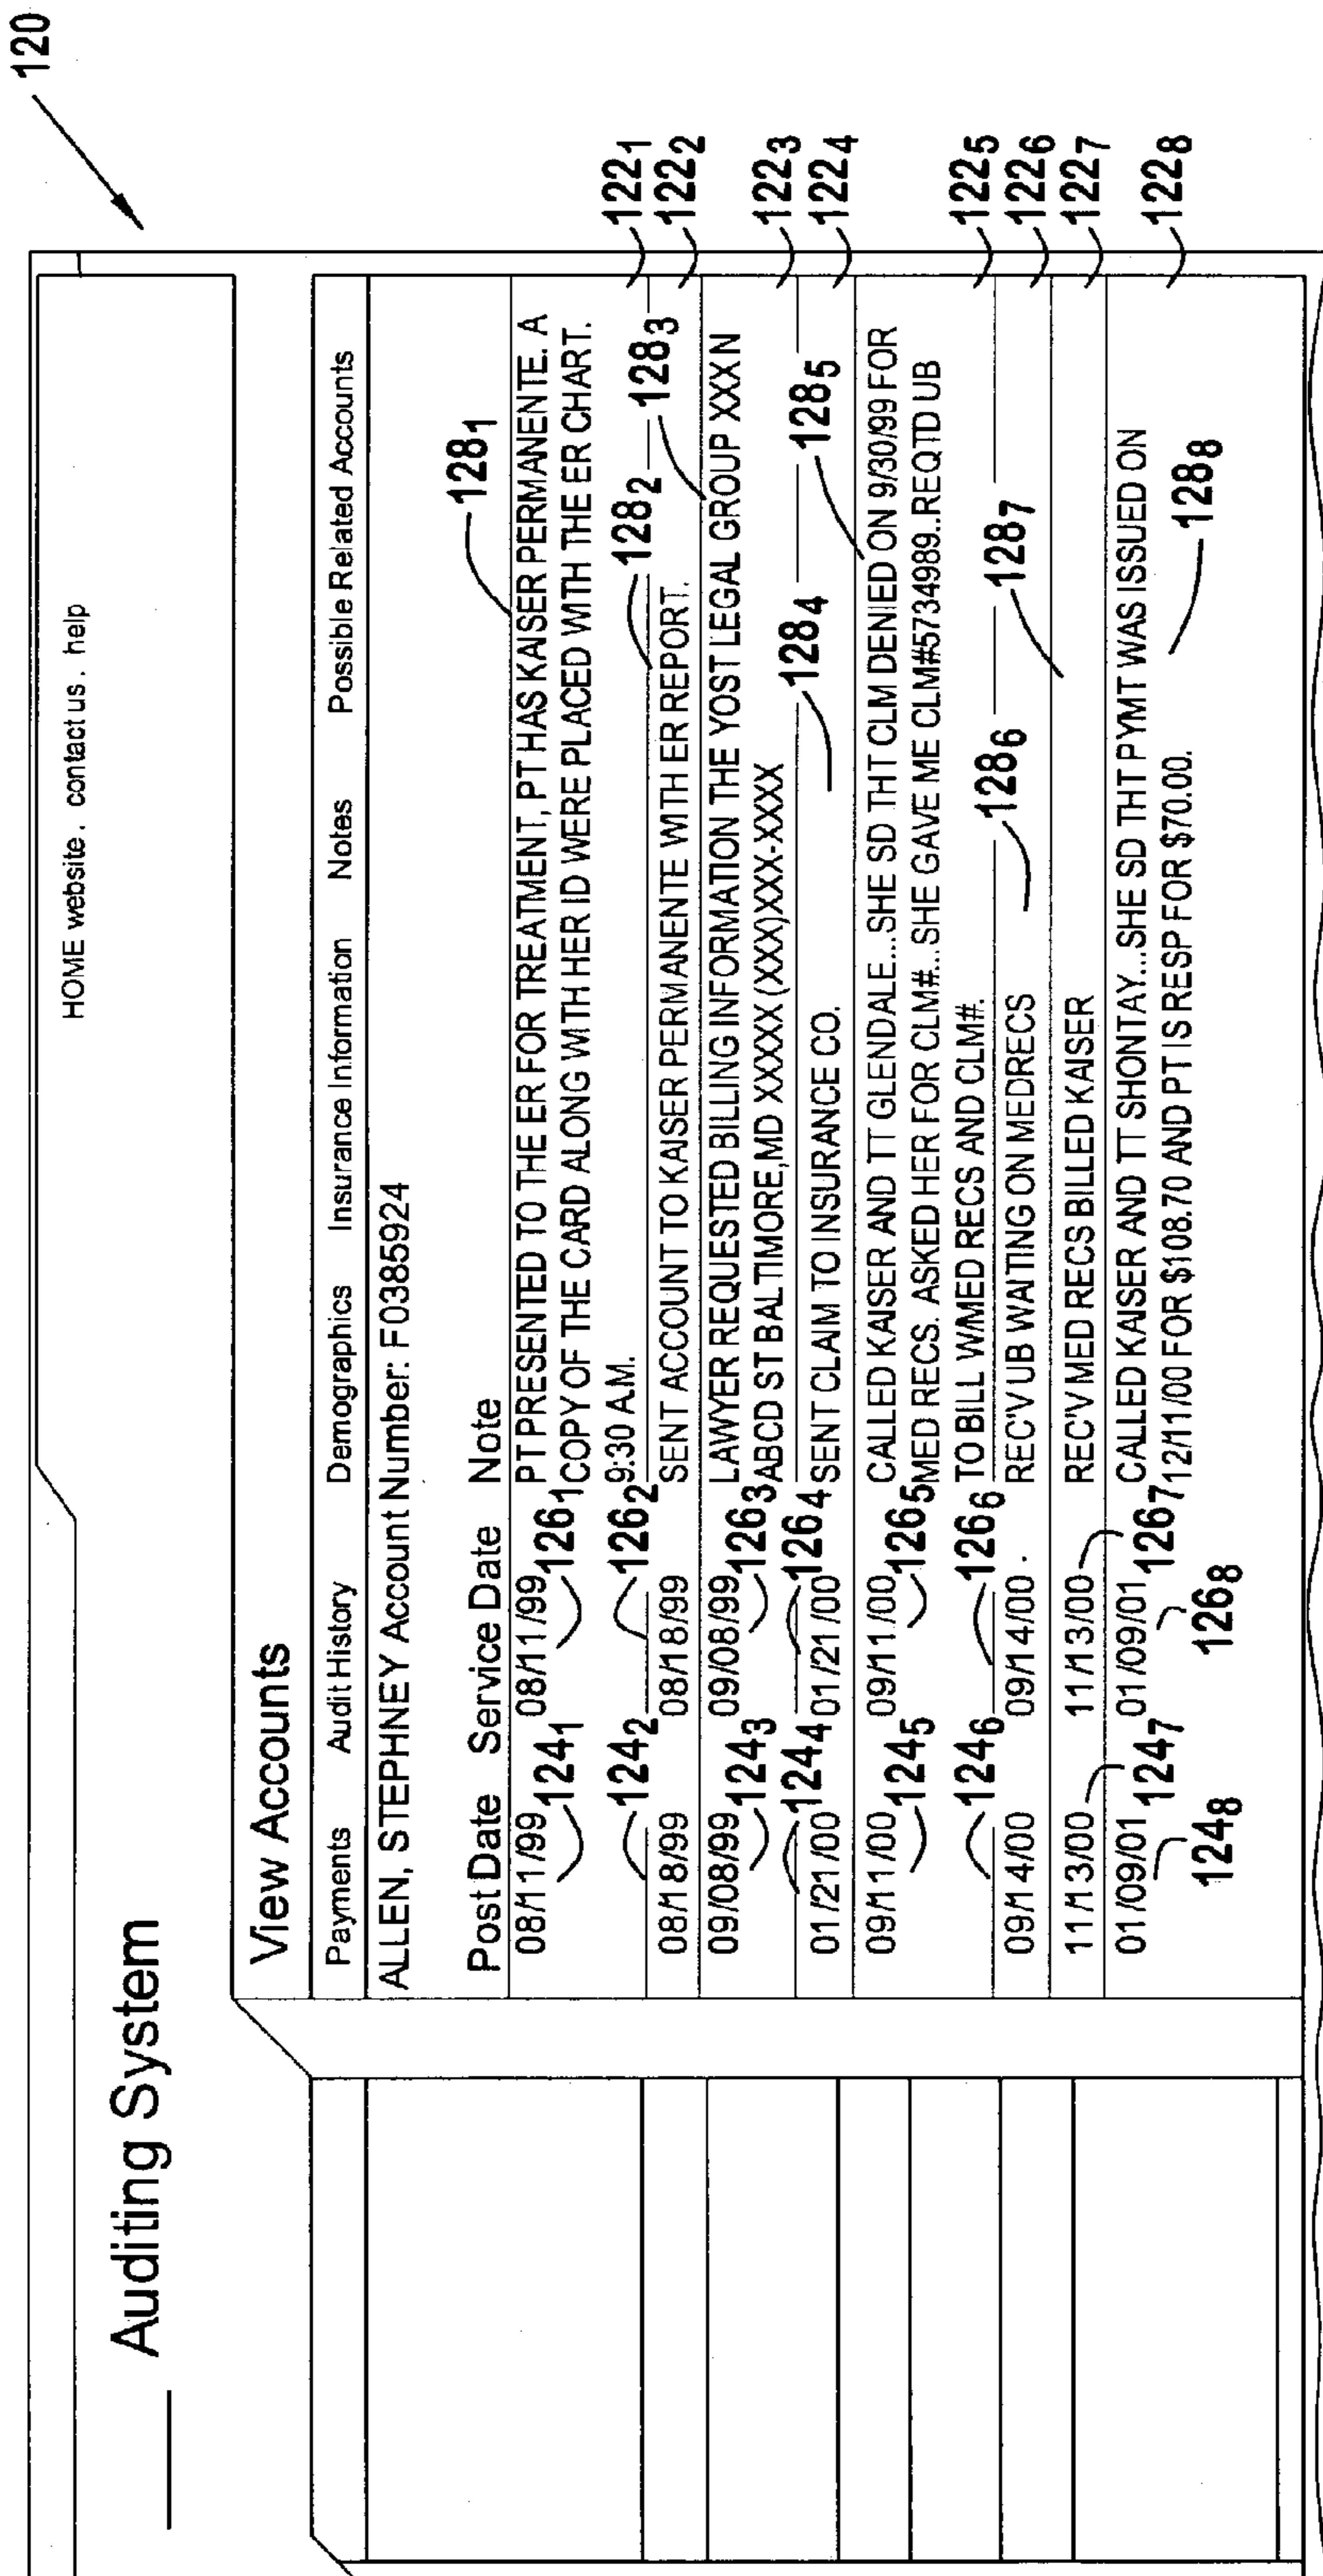 120
HOME website. contact us. help
Auditing System
View Accounts
Payments Audit History Demographics Insurance Information Notes Possible Related Accounts
ALLEN, STEPHNEY Account Number: F0385924
Post Date Service Date Note
128₁
08/11/99 08/11/99 PT PRESENTED TO THE ER FOR TREATMENT, PT HAS KAISER PERMANENTE. A
124₁ 126₁ COPY OF THE CARD ALONG WITH HER ID WERE PLACED WITH THE ER CHART.
9:30 A.M. 122₁
124₂ 126₂ 128₂
08/18/99 08/18/99 SENT ACCOUNT TO KAISER PERMANENTE WITH ER REPORT. 128₃ 122₂
09/08/99 09/08/99 LAWYER REQUESTED BILLING INFORMATION THE YOST LEGAL GROUP XXX N
124₃ 126₃ ABCD ST BALTIMORE,MD XXXXX (XXX)XXX-XXXX 122₃
124₄ 126₄ 128₄ 128₅
01/21/00 01/21/00 SENT CLAIM TO INSURANCE CO. 122₄
09/11/00 09/11/00 CALLED KAISER AND TT GLENDALE...SHE SD THT CLM DENIED ON 9/30/99 FOR
124₅ 126₅ MED RECS. ASKED HER FOR CLM#...SHE GAVE ME CLM#5734989..REQTD UB
124₆ 126₆ TO BILL W/MED RECS AND CLM#. 128₆ 128₇ 122₅
09/14/00 09/14/00 REC'V UB WAITING ON MEDRECS 122₆
11/13/00 11/13/00 REC'V MED RECS BILLED KAISER 122₇
01/09/01 01/09/01 CALLED KAISER AND TT SHONTAY...SHE SD THT PYMT WAS ISSUED ON
124₇ 126₇ 12/11/00 FOR $108.70 AND PT IS RESP FOR $70.00. 122₈
124₈ 126₈ 128₈